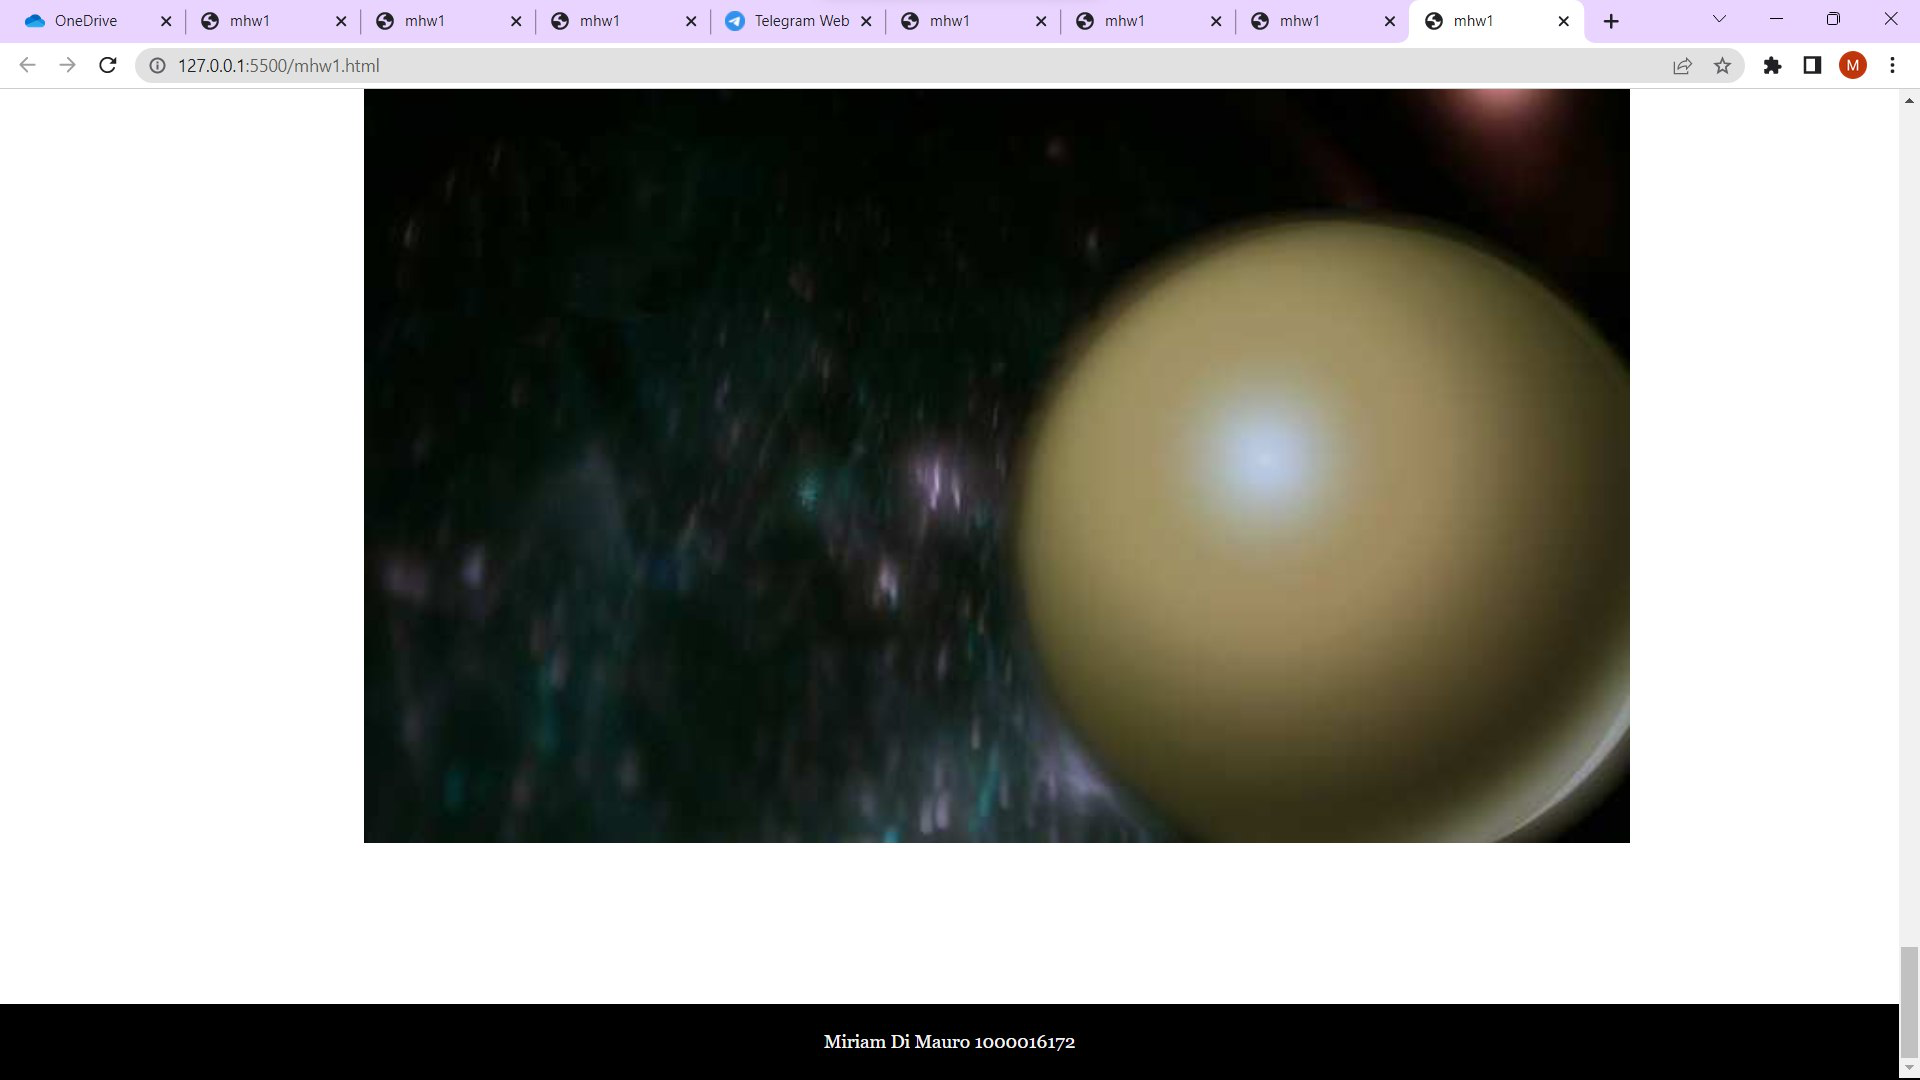 OneDrive
mhw1
mhw1
mhw1
Telegram Web
mhw1
mhw1
mhw1
mhw1
127.0.0.1:5500/mhw1.html
M
Miriam Di Mauro 1000016172